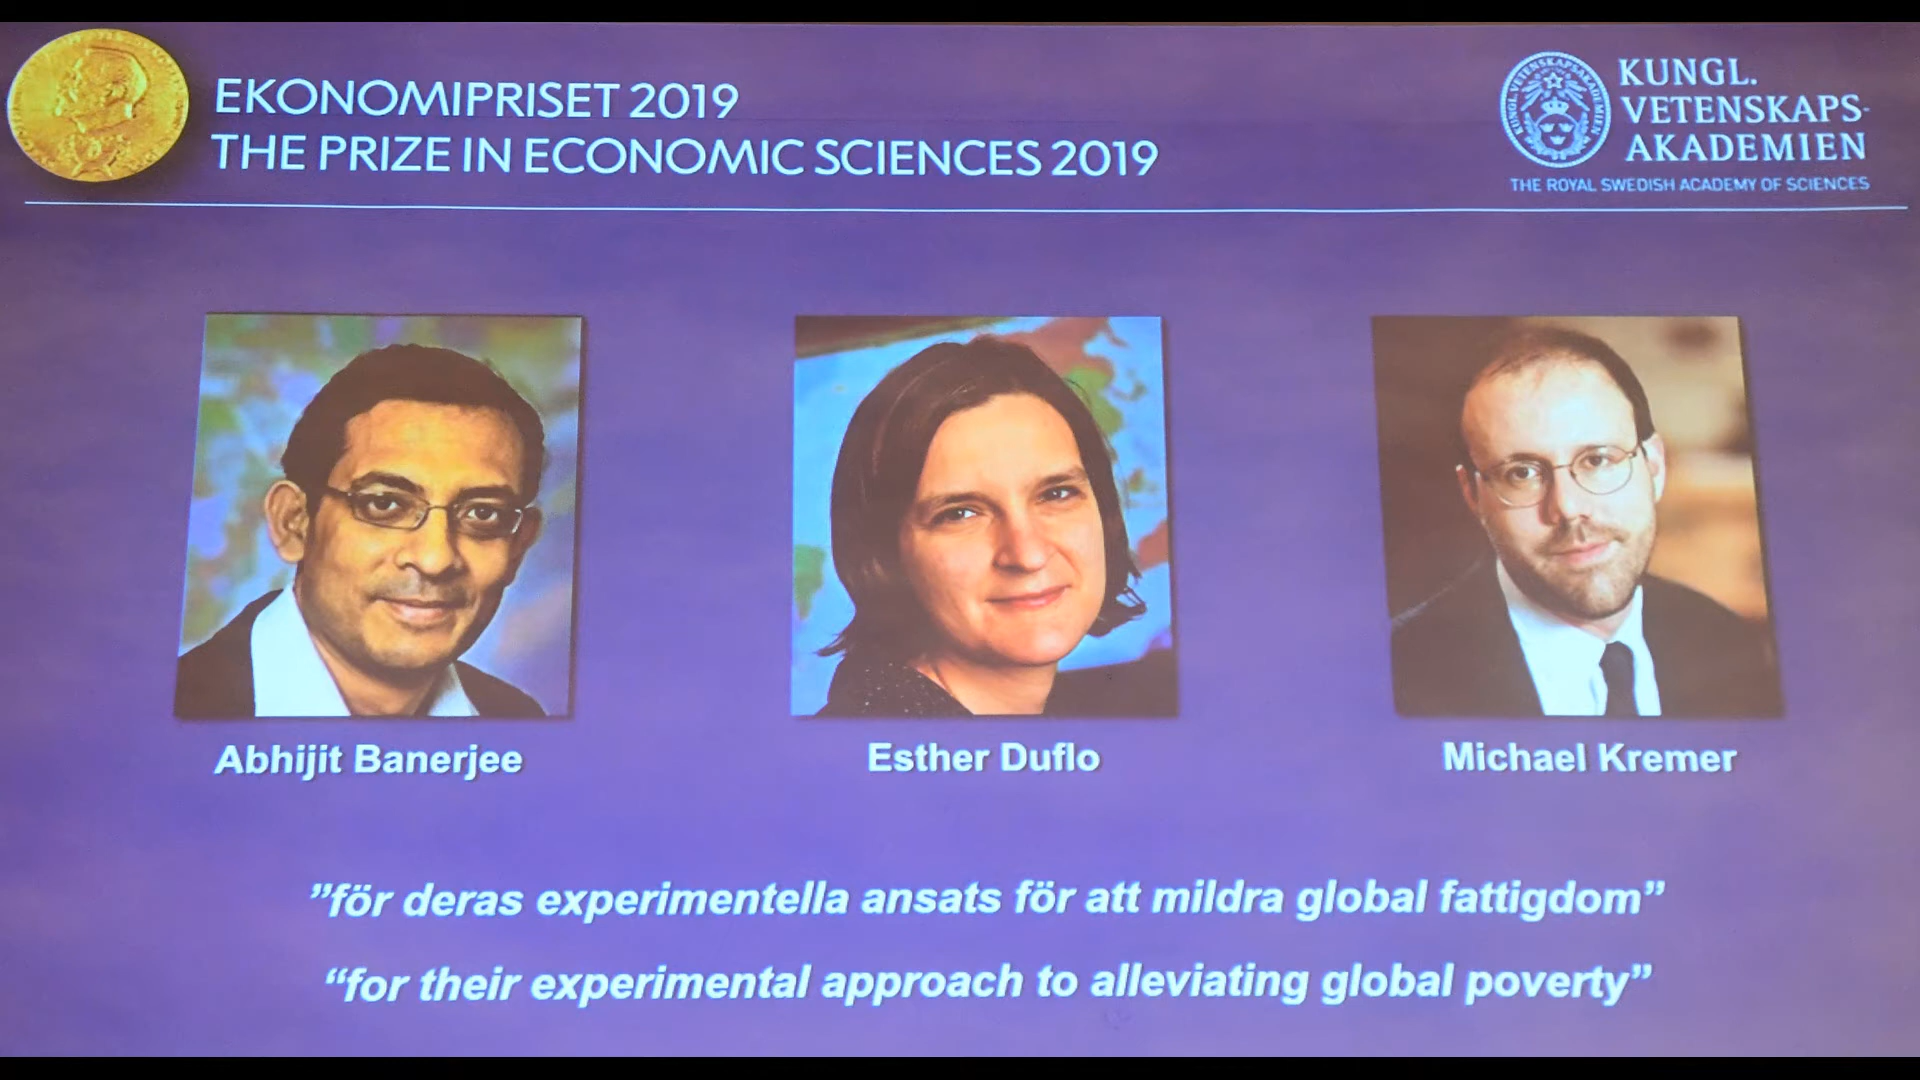 EKONOMIPRISET 2019
THE PRIZE IN ECONOMIC SCIENCES 2019
KUNGL.
VETENSKAPS-
AKADEMIEN
THE ROYAL SWEDISH ACADEMY OF SCIENCES
Abhijit Banerjee
Esther Duflo
Michael Kremer
”för deras experimentella ansats för att mildra global fattigdom”
“for their experimental approach to alleviating global poverty”